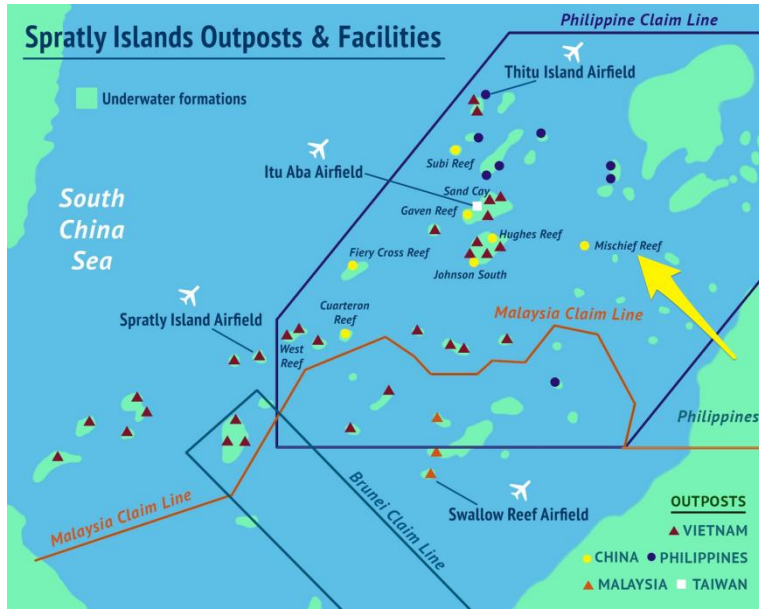 Spratly Islands Outposts & Facilities
Philippine Claim Line
Thitu Island Airfield
Underwater formations
Subi Reef
Itu Aba Airfield
Sand Cay
South
China
Sea
Gaven Reef
Hughes Reef
Mischief Reef
Fiery Cross Reef
Johnson South
Cuarteron
Reef
Malaysia Claim Line
Spratly Island Airfield
West
Reef
Philippines
Brunei Claim Line
Malaysia Claim Line
Swallow Reef Airfield
OUTPOSTS
VIETNAM
CHINA PHILIPPINES
MALAYSIA TAIWAN